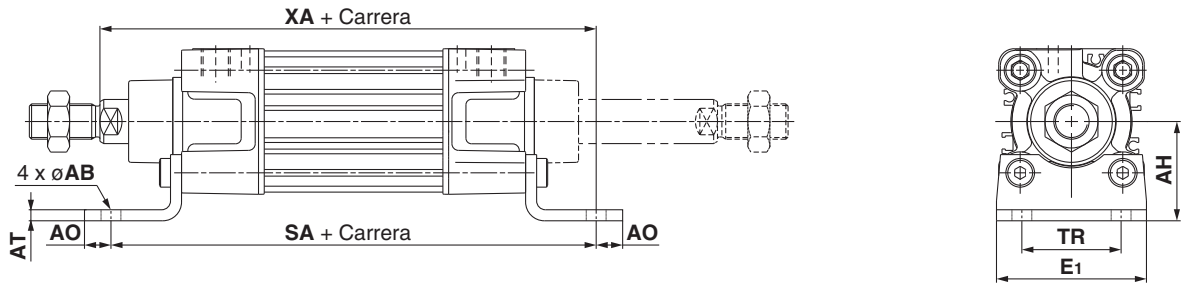 XA + Carrera
4 x øAB
AT
AO
SA + Carrera
AO
AH
TR
E1